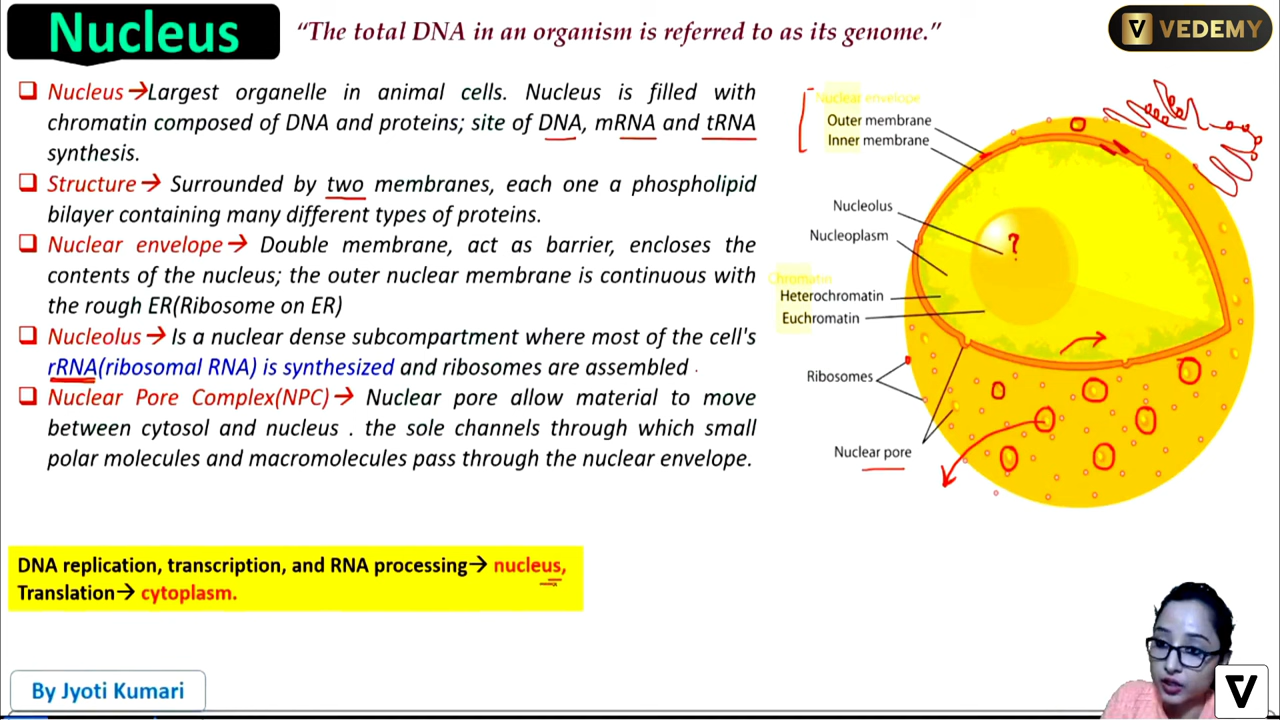 Nucleus
“The total DNA in an organism is referred to as its genome.”
VEDEMY
Nucleus→Largest organelle in animal cells. Nucleus is filled with
chromatin composed of DNA and proteins; site of DNA, mRNA and tRNA
synthesis.
Structure→ Surrounded by two membranes, each one a phospholipid
bilayer containing many different types of proteins.
Nuclear envelope→ Double membrane, act as barrier, encloses the
contents of the nucleus; the outer nuclear membrane is continuous with
the rough ER(Ribosome on ER)
Nucleolus→ Is a nuclear dense subcompartment where most of the cell's
rRNA(ribosomal RNA) is synthesized and ribosomes are assembled .
Nuclear Pore Complex(NPC)→ Nuclear pore allow material to move
between cytosol and nucleus . the sole channels through which small
polar molecules and macromolecules pass through the nuclear envelope.
Nuclear envelope
Outer membrane
Inner membrane
Nucleolus
?
Nucleoplasm
Chromatin
Heterochromatin
Euchromatin
Ribosomes
Nuclear pore
DNA replication, transcription, and RNA processing→ nucleus,
Translation→ cytoplasm.
By Jyoti Kumari